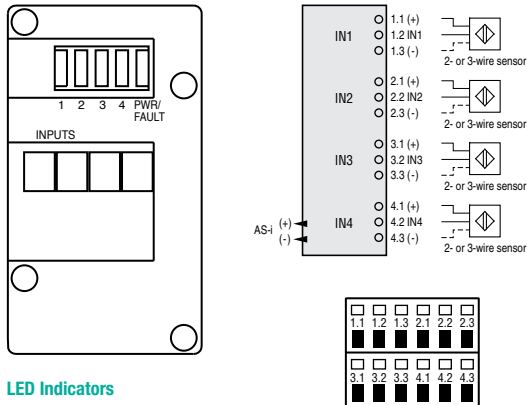 1 2 3 4 PWR/
FAULT
INPUTS
IN1
1.1 (+)
1.2 IN1
1.3 (-)
2- or 3-wire sensor
IN2
2.1 (+)
2.2 IN2
2.3 (-)
2- or 3-wire sensor
IN3
3.1 (+)
3.2 IN3
3.3 (-)
2- or 3-wire sensor
AS-i (+)
(-)
IN4
4.1 (+)
4.2 IN4
4.3 (-)
2- or 3-wire sensor
1.1 1.2 1.3 2.1 2.2 2.3
3.1 3.2 3.3 4.1 4.2 4.3
LED Indicators